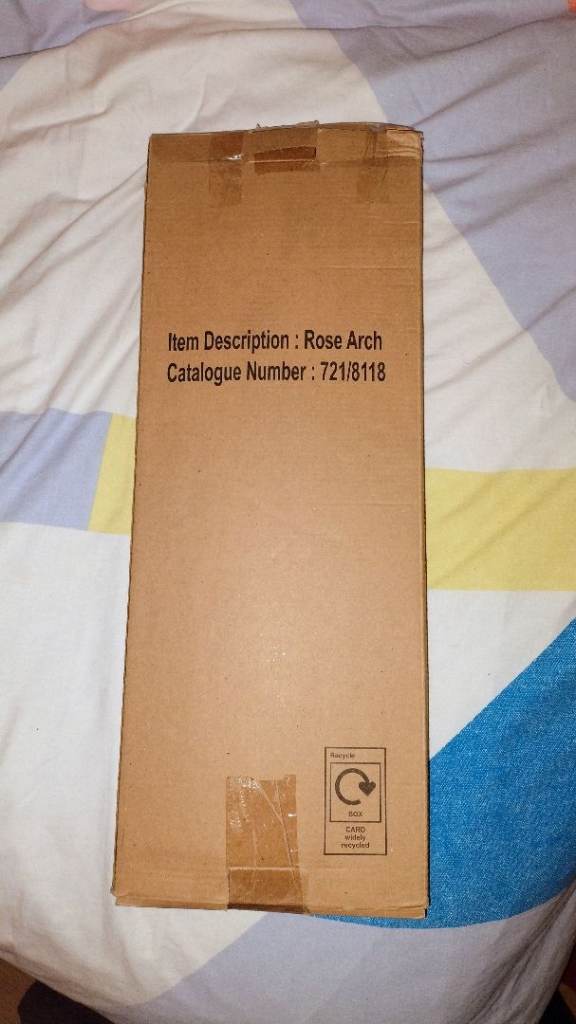 Item Description : Rose Arch
Catalogue Number : 721/8118
Recycle
BOX
CARD
widely
recycled